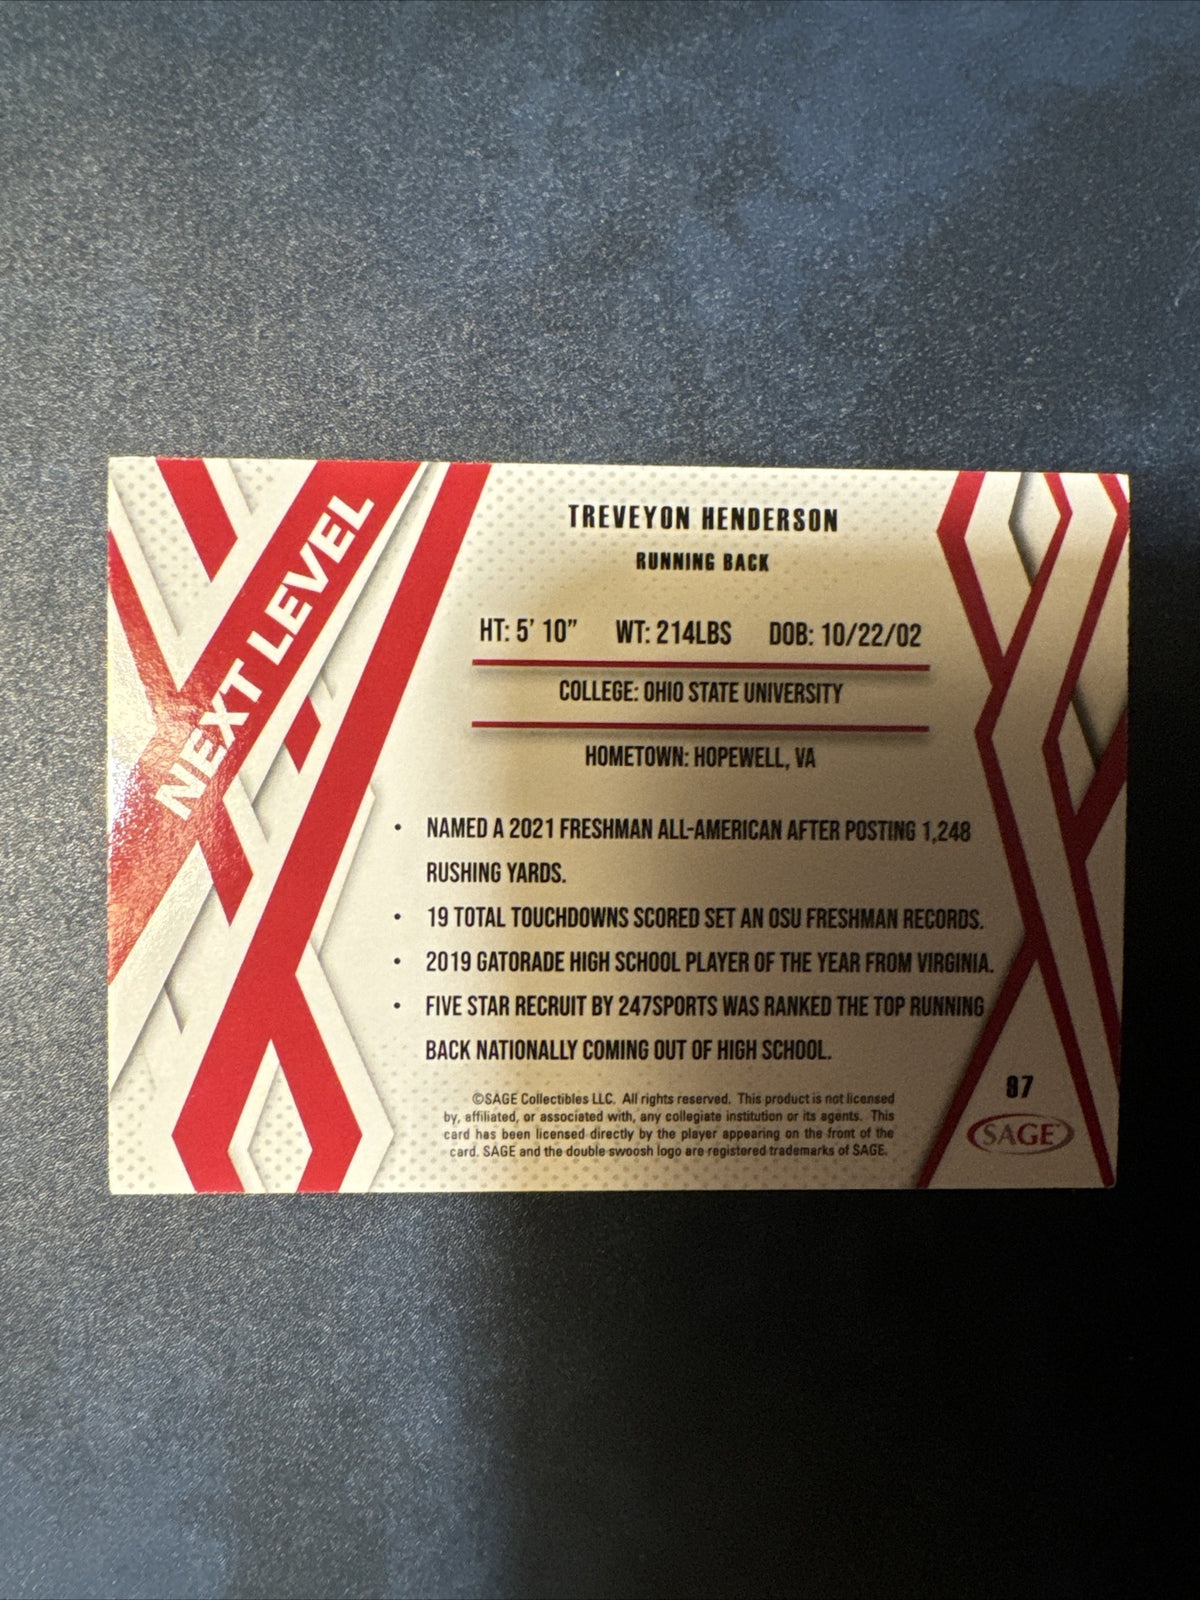 NEXT LEVEL
TREVEYON HENDERSON
RUNNING BACK
HT: 5' 10" WT: 214LBS DOB: 10/22/02
COLLEGE: OHIO STATE UNIVERSITY
HOMETOWN: HOPEWELL, VA
• NAMED A 2021 FRESHMAN ALL-AMERICAN AFTER POSTING 1,248
RUSHING YARDS.
• 19 TOTAL TOUCHDOWNS SCORED SET AN OSU FRESHMAN RECORDS.
• 2019 GATORADE HIGH SCHOOL PLAYER OF THE YEAR FROM VIRGINIA.
• FIVE STAR RECRUIT BY 247SPORTS WAS RANKED THE TOP RUNNING
BACK NATIONALLY COMING OUT OF HIGH SCHOOL.
©SAGE Collectibles LLC. All rights reserved. This product is not licensed
by, affiliated, or associated with, any collegiate institution or its agents. This
card has been licensed directly by the player appearing on the front of the
card. SAGE and the double swoosh logo are registered trademarks of SAGE.
97
SAGE